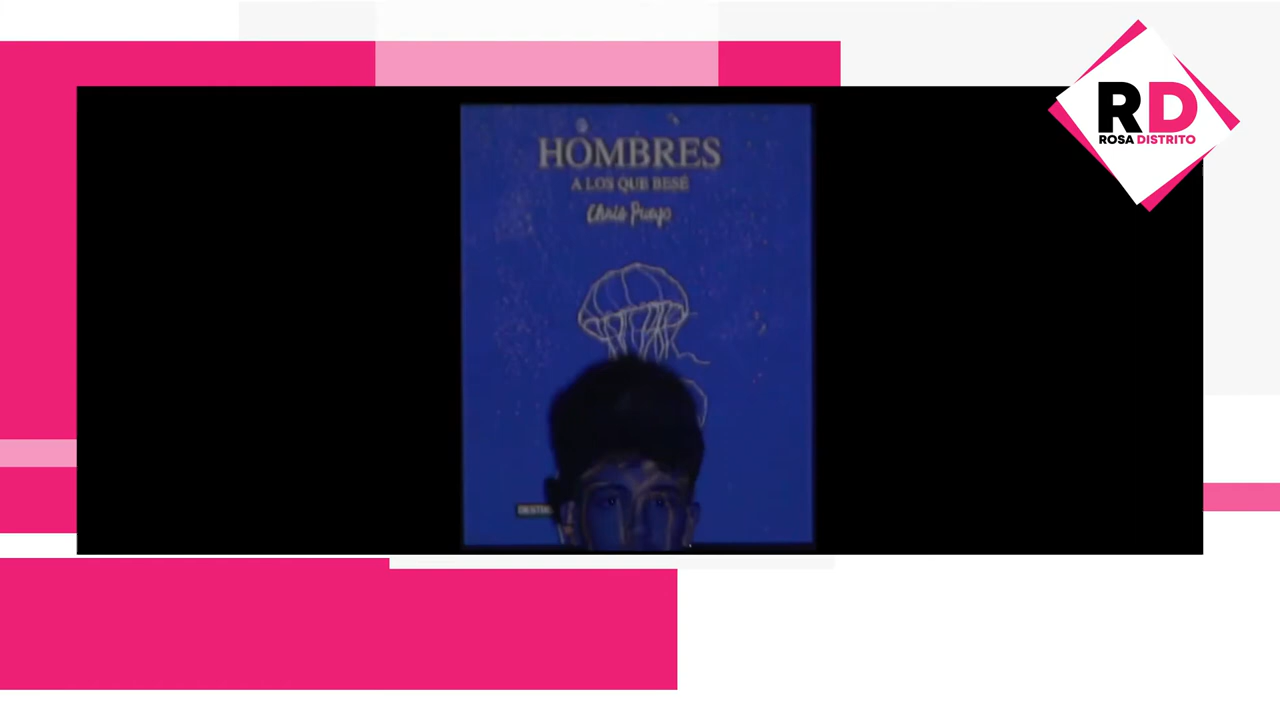 HOMBRES
A LOS QUE BESÉ
Chris Pueyo
RD
ROSA DISTRITO